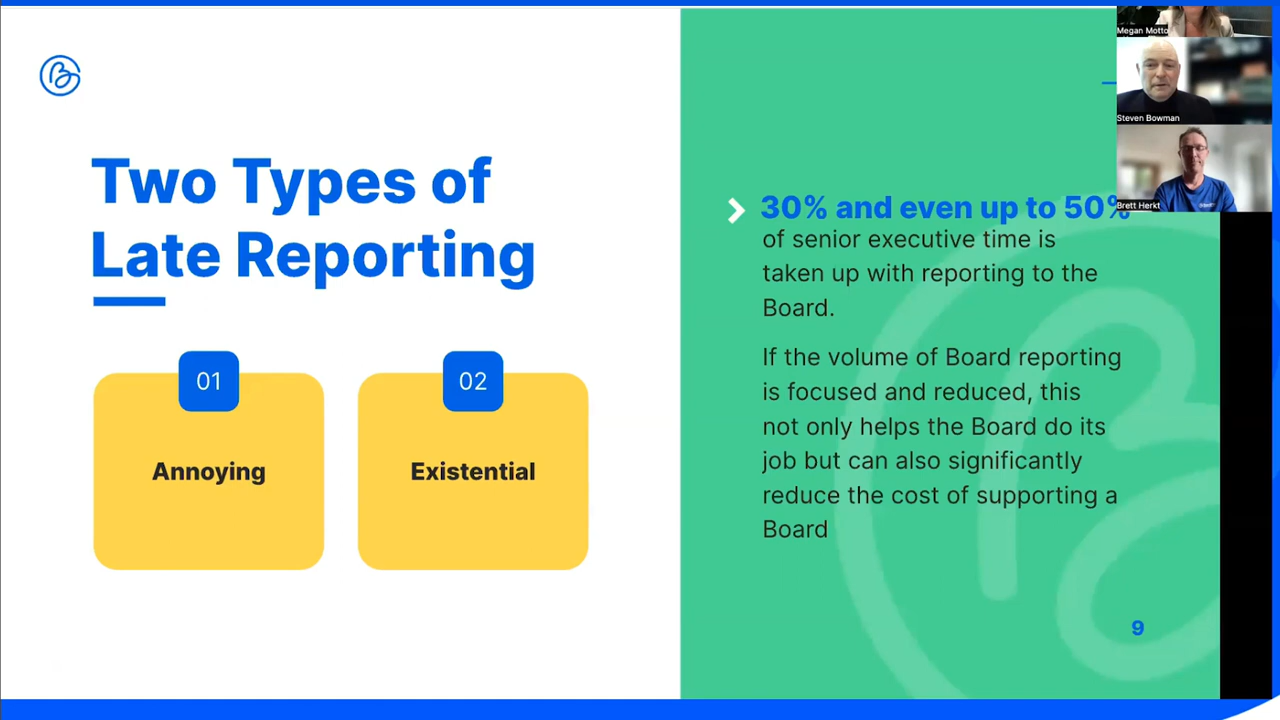 Two Types of
Late Reporting
01
Annoying
02
Existential
30% and even up to 50%
of senior executive time is
taken up with reporting to the
Board.
If the volume of Board reporting
is focused and reduced, this
not only helps the Board do its
job but can also significantly
reduce the cost of supporting a
Board
9
Megan Motto
Steven Bowman
Brett Herkt